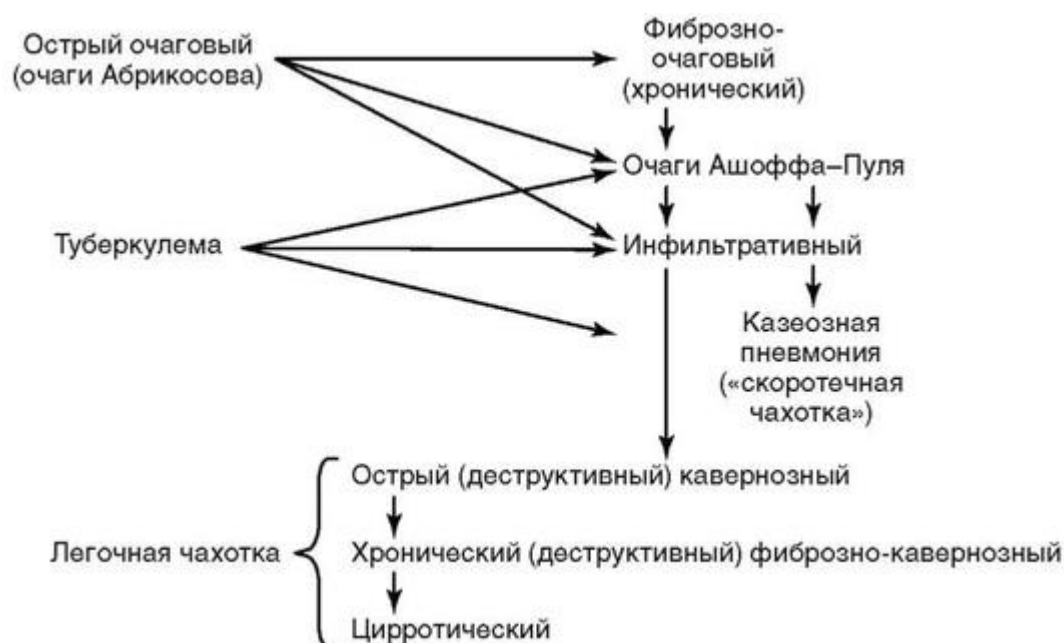 Острый очаговый
(очаги Абрикосова)
Фиброзно-
очаговый
(хронический)
Очаги Ашоффа–Пуля
Туберкулема
Инфильтративный
Казеозная
пневмония
(«скоротечная
чахотка»)
Острый (деструктивный) кавернозный
Легочная чахотка
Хронический (деструктивный) фиброзно-кавернозный
Цирротический